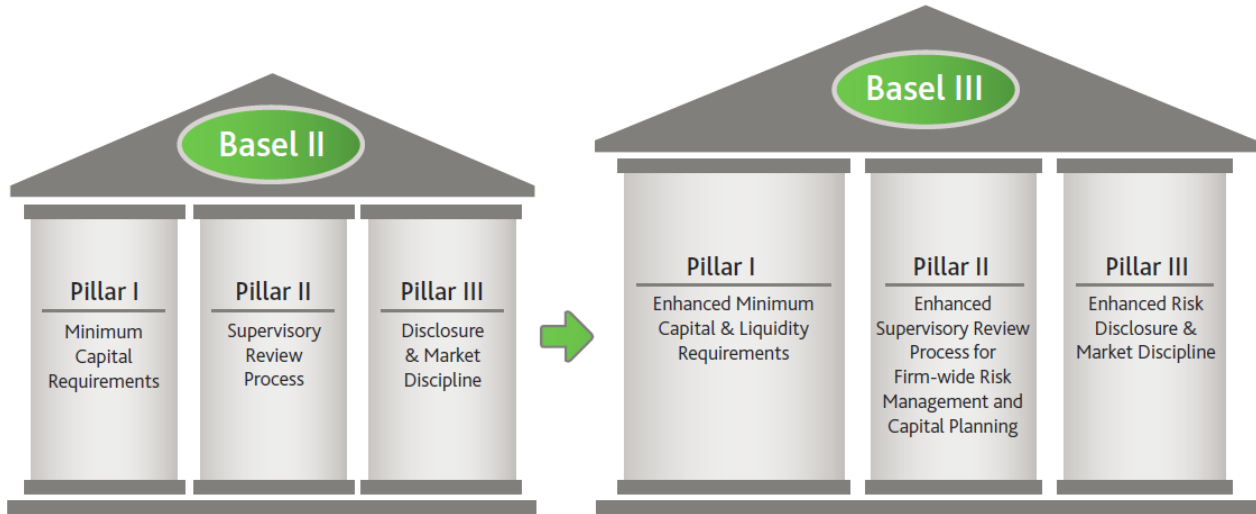 Basel II
Pillar I
Minimum
Capital
Requirements
Pillar II
Supervisory
Review
Process
Pillar III
Disclosure
& Market
Discipline
Basel III
Pillar I
Enhanced Minimum
Capital & Liquidity
Requirements
Pillar II
Enhanced
Supervisory Review
Process for
Firm-wide Risk
Management and
Capital Planning
Pillar III
Enhanced Risk
Disclosure &
Market Discipline